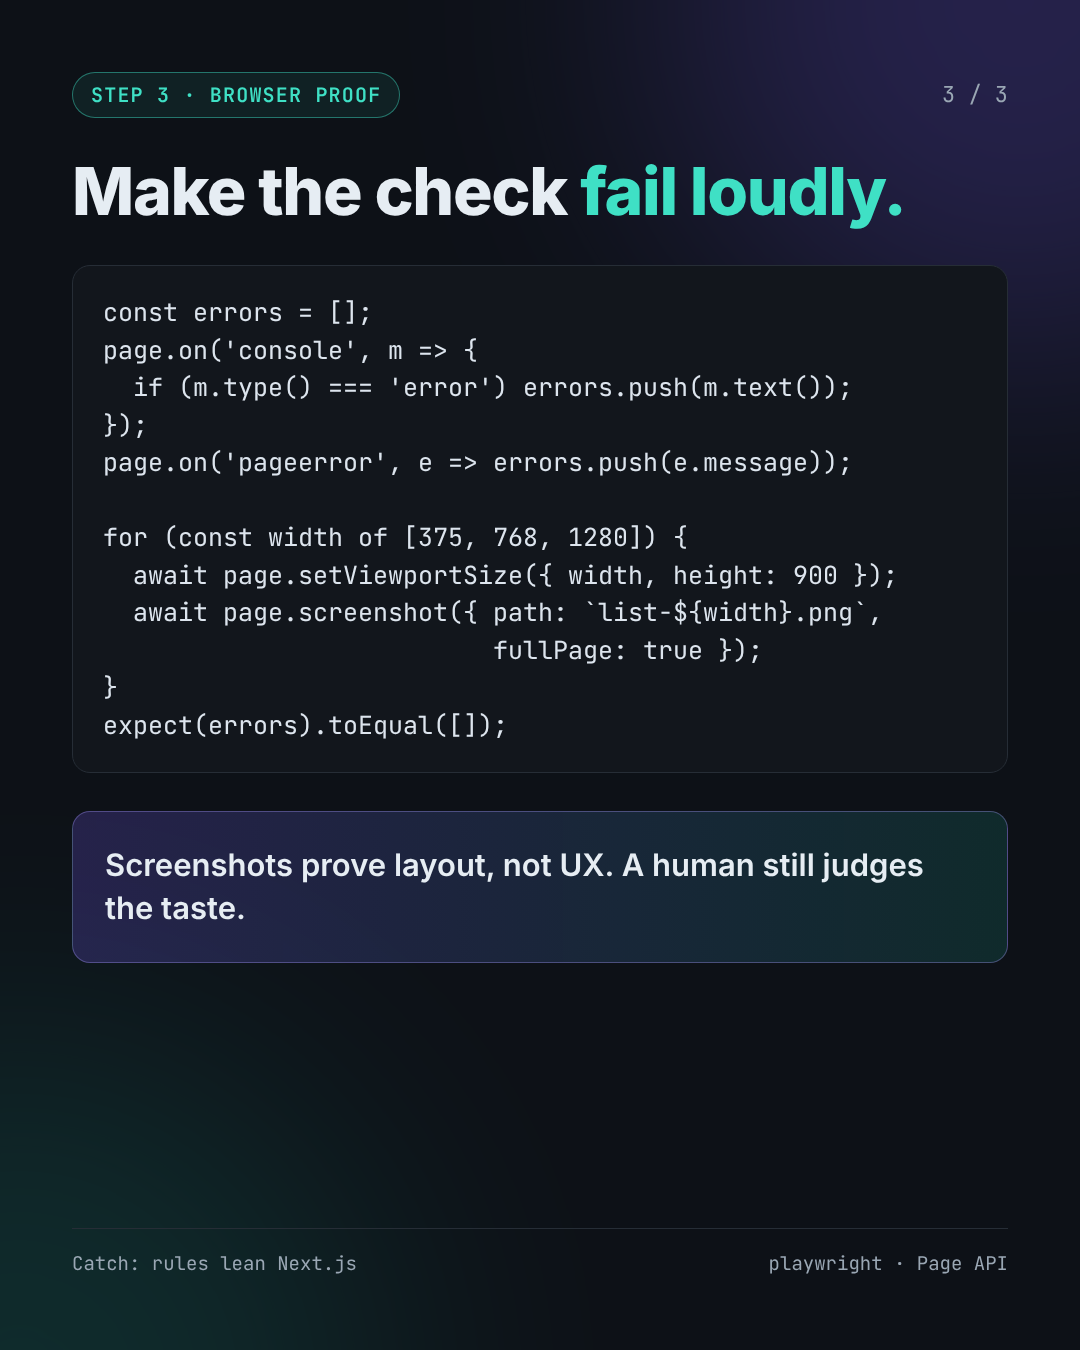 STEP 3 · BROWSER PROOF
3 / 3
Make the check fail loudly.
const errors = [];
page.on('console', m => {
  if (m.type() === 'error') errors.push(m.text());
});
page.on('pageerror', e => errors.push(e.message));

for (const width of [375, 768, 1280]) {
  await page.setViewportSize({ width, height: 900 });
  await page.screenshot({ path: `list-${width}.png`,
                          fullPage: true });
}
expect(errors).toEqual([]);
Screenshots prove layout, not UX. A human still judges
the taste.
Catch: rules lean Next.js
playwright · Page API